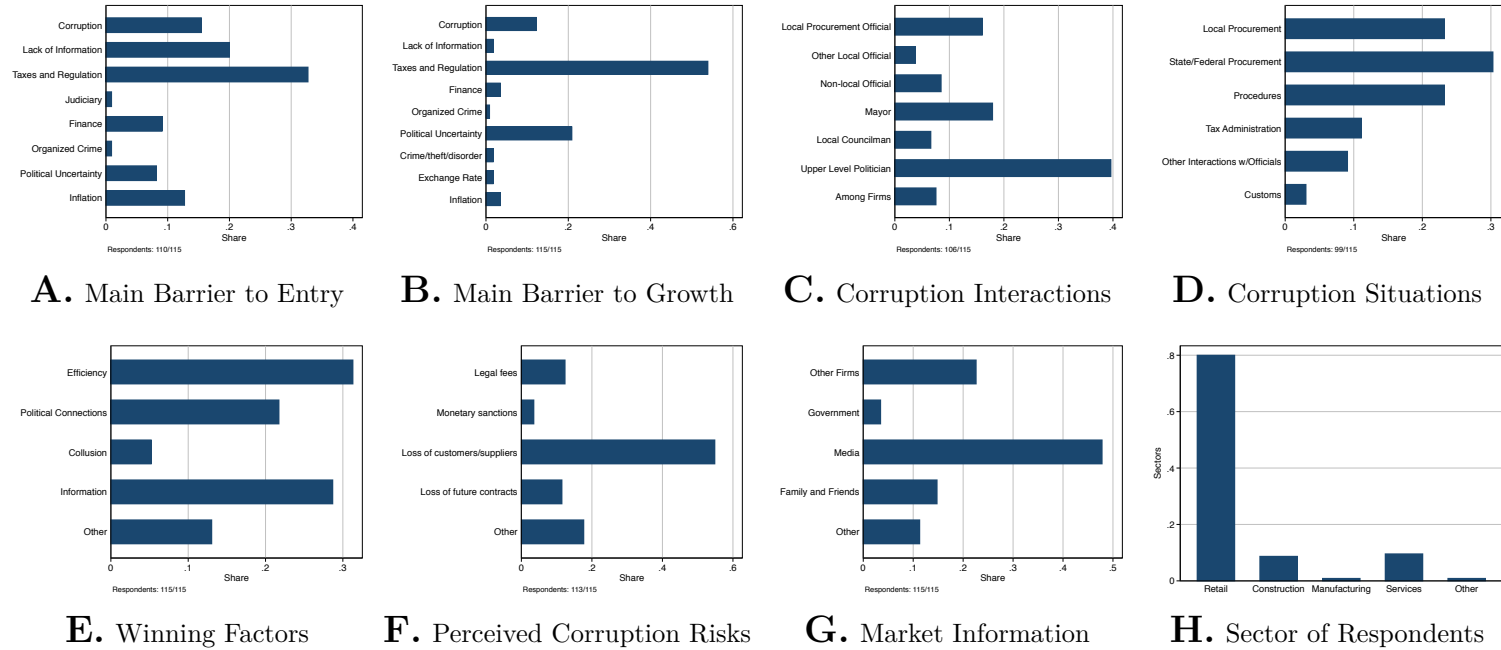 Corruption
Lack of Information
Taxes and Regulation
Judiciary
Finance
Organized Crime
Political Uncertainty
Inflation
0 .1 .2 .3 .4
Share
Respondents: 110/115
A. Main Barrier to Entry
Corruption
Lack of Information
Taxes and Regulation
Finance
Organized Crime
Political Uncertainty
Crime/theft/disorder
Exchange Rate
Inflation
0 .2 .4 .6
Share
Respondents: 115/115
B. Main Barrier to Growth
Local Procurement Official
Other Local Official
Non-local Official
Mayor
Local Councilman
Upper Level Politician
Among Firms
0 .1 .2 .3 .4
Share
Respondents: 106/115
C. Corruption Interactions
Local Procurement
State/Federal Procurement
Procedures
Tax Administration
Other Interactions w/Officials
Customs
0 .1 .2 .3
Share
Respondents: 99/115
D. Corruption Situations
Efficiency
Political Connections
Collusion
Information
Other
0 .1 .2 .3
Share
Respondents: 115/115
E. Winning Factors
Legal fees
Monetary sanctions
Loss of customers/suppliers
Loss of future contracts
Other
0 .2 .4 .6
Share
Respondents: 113/115
F. Perceived Corruption Risks
Other Firms
Government
Media
Family and Friends
Other
0 .1 .2 .3 .4 .5
Share
Respondents: 115/115
G. Market Information
.8
.6
.4
.2
0
Sectors
Retail Construction Manufacturing Services Other
H. Sector of Respondents